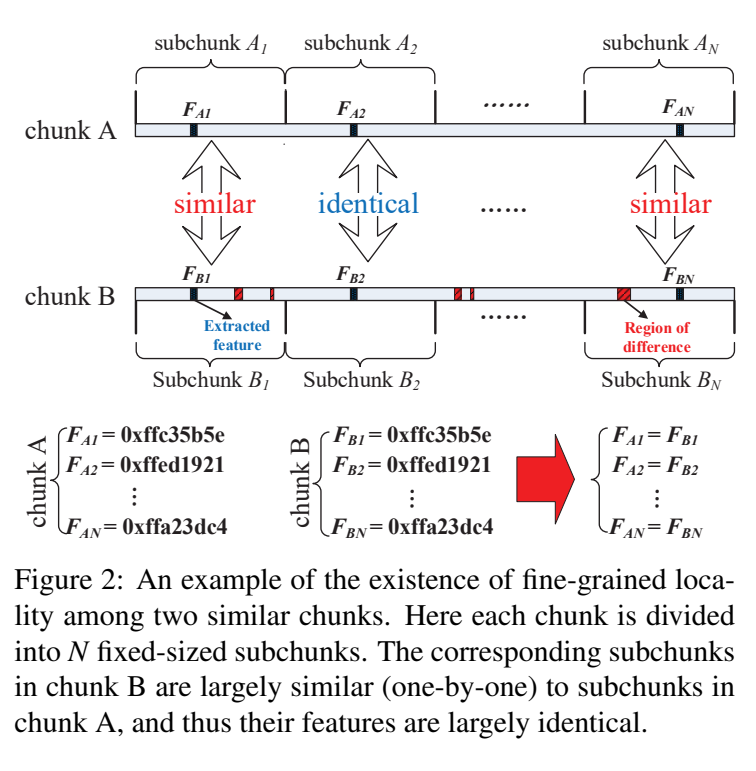 subchunk A1 subchunk A2 subchunk AN
FA1 FA2 ...... FAN
chunk A
similar identical ...... similar
FB1 FB2 FBN
chunk B
Extracted feature ...... Region of difference
Subchunk B1 Subchunk B2 Subchunk BN
chunk A
FA1 = 0xffc35b5e
FA2 = 0xffed1921
⋮
FAN = 0xffa23dc4
chunk B
FB1 = 0xffc35b5e
FB2 = 0xffed1921
⋮
FBN = 0xffa23dc4
FA1 = FB1
FA2 = FB2
⋮
FAN = FBN
Figure 2: An example of the existence of fine-grained loca-
lity among two similar chunks. Here each chunk is divided
into N fixed-sized subchunks. The corresponding subchunks
in chunk B are largely similar (one-by-one) to subchunks in
chunk A, and thus their features are largely identical.